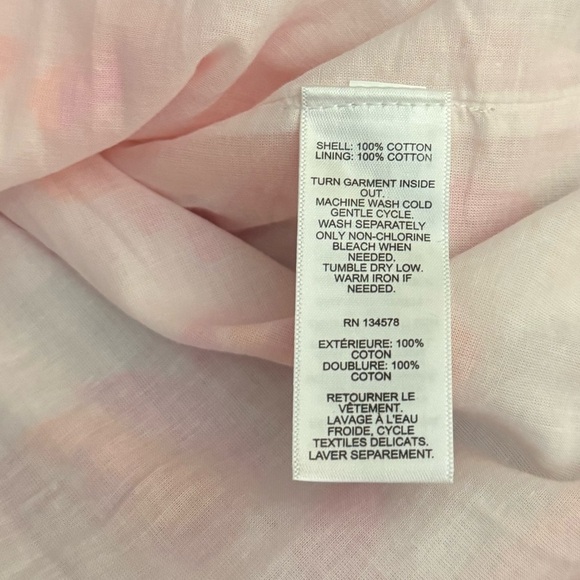 SHELL: 100% COTTON
LINING: 100% COTTON
TURN GARMENT INSIDE
OUT.
MACHINE WASH COLD
GENTLE CYCLE.
WASH SEPARATELY
ONLY NON-CHLORINE
BLEACH WHEN
NEEDED.
TUMBLE DRY LOW.
WARM IRON IF
NEEDED.
RN 134578
EXTÉRIEURE: 100%
COTON
DOUBLURE: 100%
COTON
RETOURNER LE
VÊTEMENT.
LAVAGE À L'EAU
FROIDE, CYCLE
TEXTILES DELICATS.
LAVER SEPAREMENT.